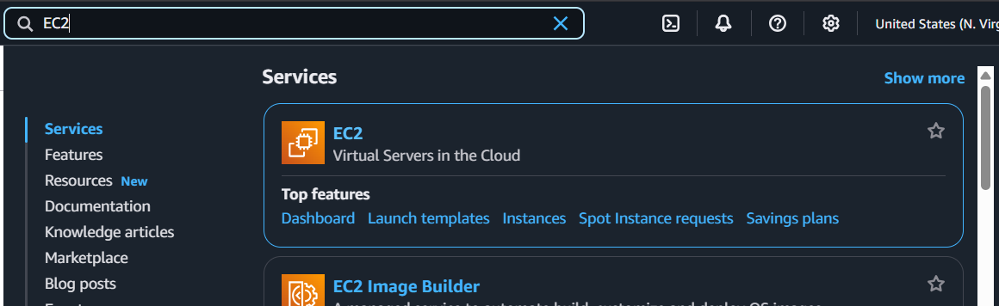 EC2
United States (N. Virg
Services
Show more
Services
Features
Resources New
Documentation
Knowledge articles
Marketplace
Blog posts
EC2
Virtual Servers in the Cloud
Top features
Dashboard Launch templates Instances Spot Instance requests Savings plans
EC2 Image Builder
A managed service to automate build, customize and deploy OS images